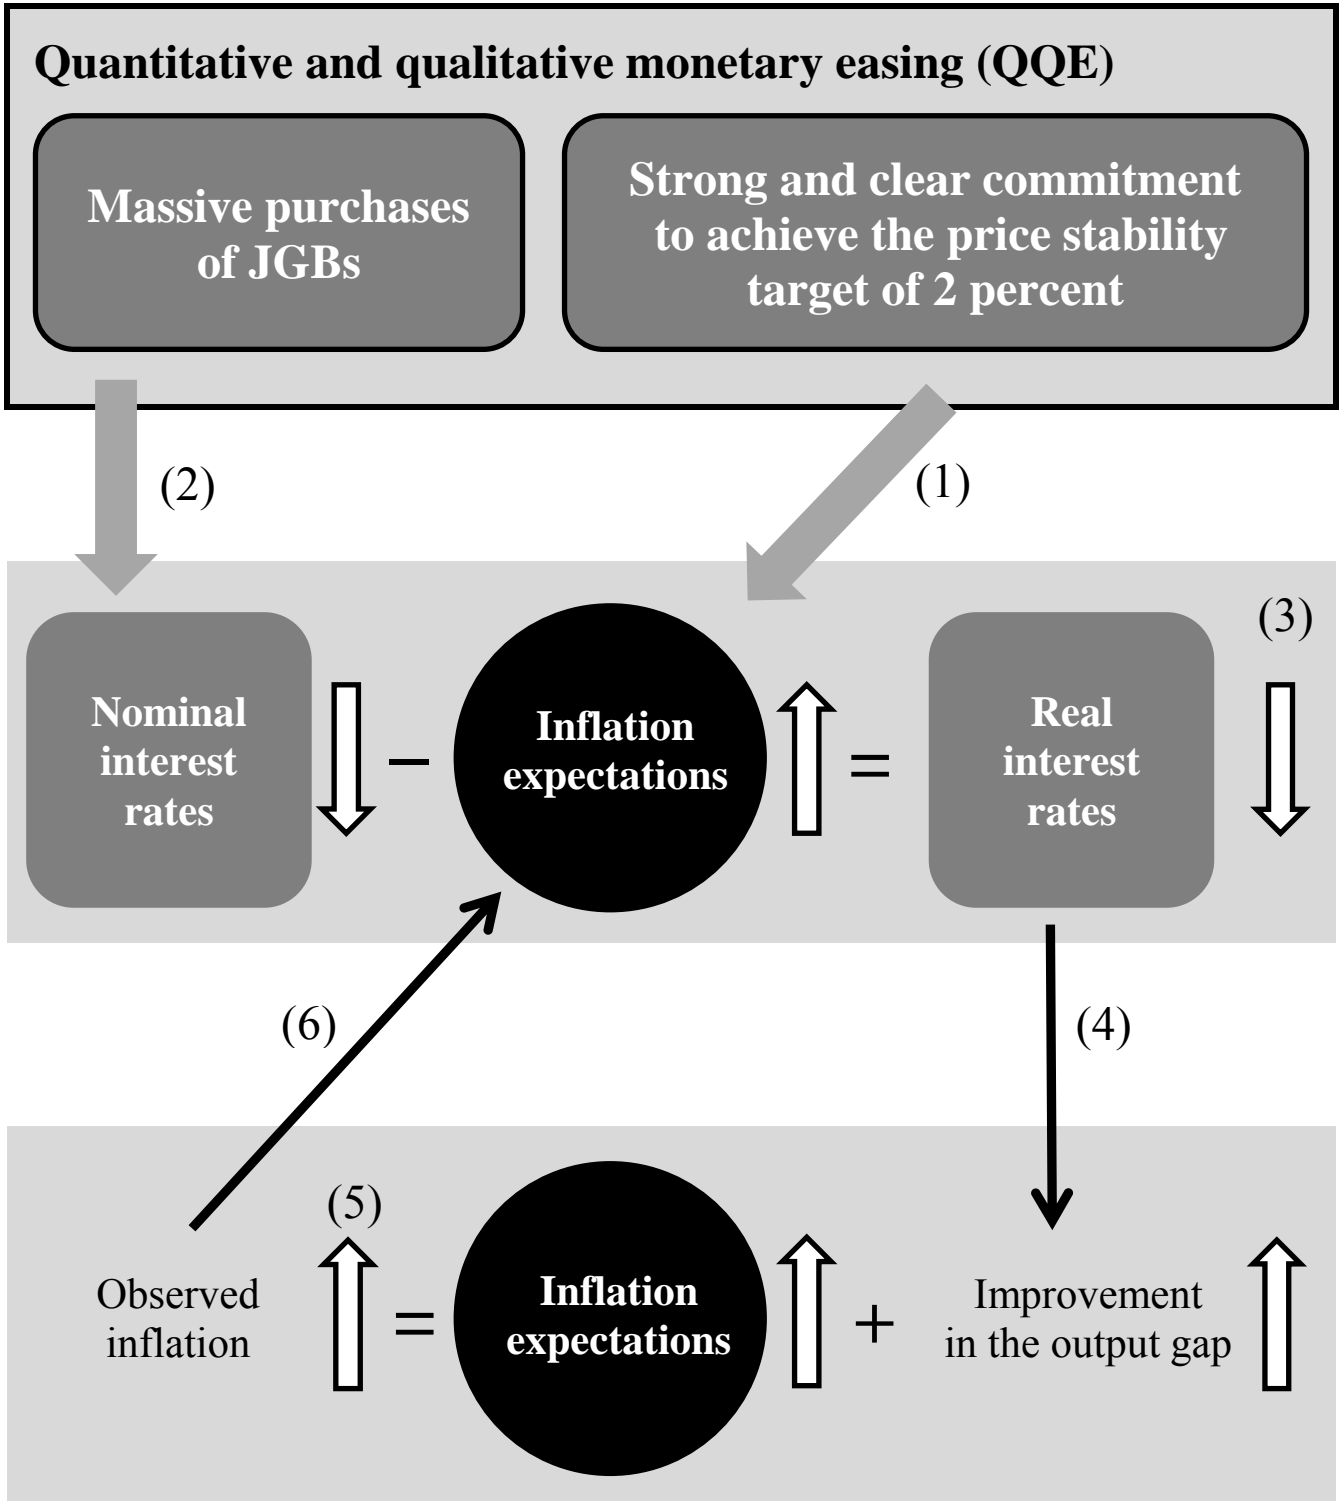 Quantitative and qualitative monetary easing (QQE)
Massive purchases
of JGBs
Strong and clear commitment
to achieve the price stability
target of 2 percent
(2)
(1)
(3)
Nominal
interest
rates
–
Inflation
expectations
=
Real
interest
rates
(6)
(4)
(5)
Observed
inflation
=
Inflation
expectations
+
Improvement
in the output gap